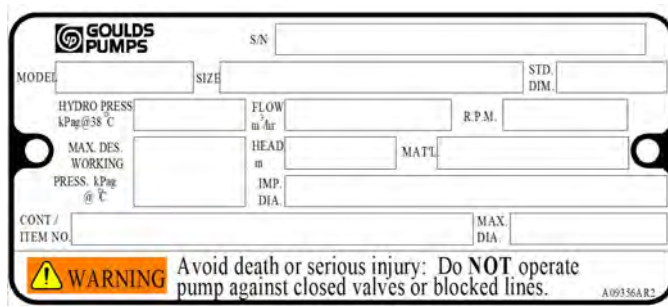 GOULDS PUMPS S/N
MODEL SIZE STD. DIM.
HYDRO PRESS kPag@38 °C FLOW m³/hr R.P.M.
MAX. DES. WORKING PRESS. kPag @ °C HEAD m MAT'L
IMP. DIA.
CONT / ITEM NO. MAX. DIA
WARNING Avoid death or serious injury: Do NOT operate
pump against closed valves or blocked lines. A09356AR2